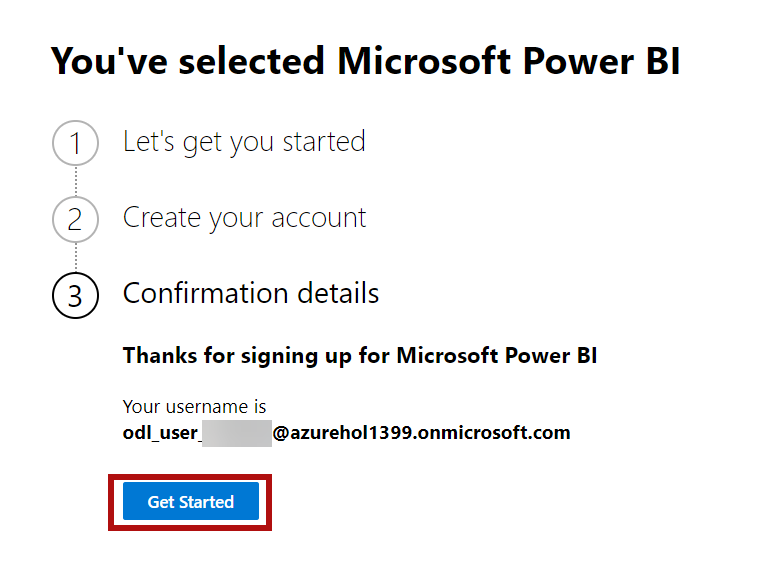 You've selected Microsoft Power BI
1 Let's get you started
2 Create your account
3 Confirmation details
Thanks for signing up for Microsoft Power BI
Your username is
odl_user_ @azurehol1399.onmicrosoft.com
Get Started